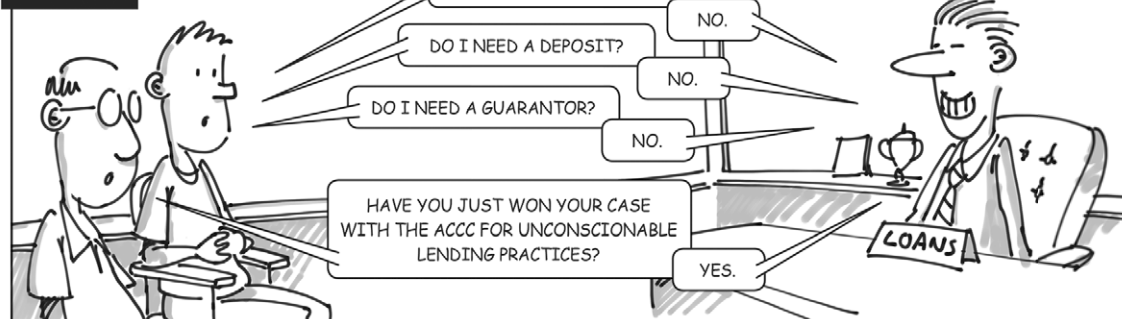 NO.
DO I NEED A DEPOSIT?
NO.
DO I NEED A GUARANTOR?
NO.
HAVE YOU JUST WON YOUR CASE
WITH THE ACCC FOR UNCONSCIONABLE
LENDING PRACTICES?
YES.
LOANS